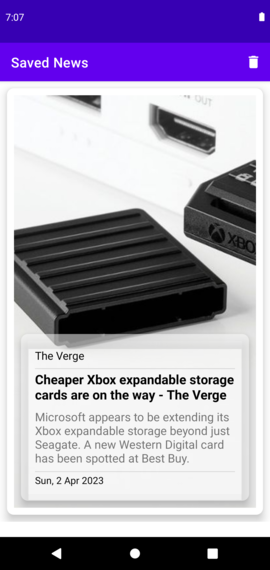 7:07
Saved News
OUT
XBO
The Verge
Cheaper Xbox expandable storage
cards are on the way - The Verge
Microsoft appears to be extending its
Xbox expandable storage beyond just
Seagate. A new Western Digital card
has been spotted at Best Buy.
Sun, 2 Apr 2023